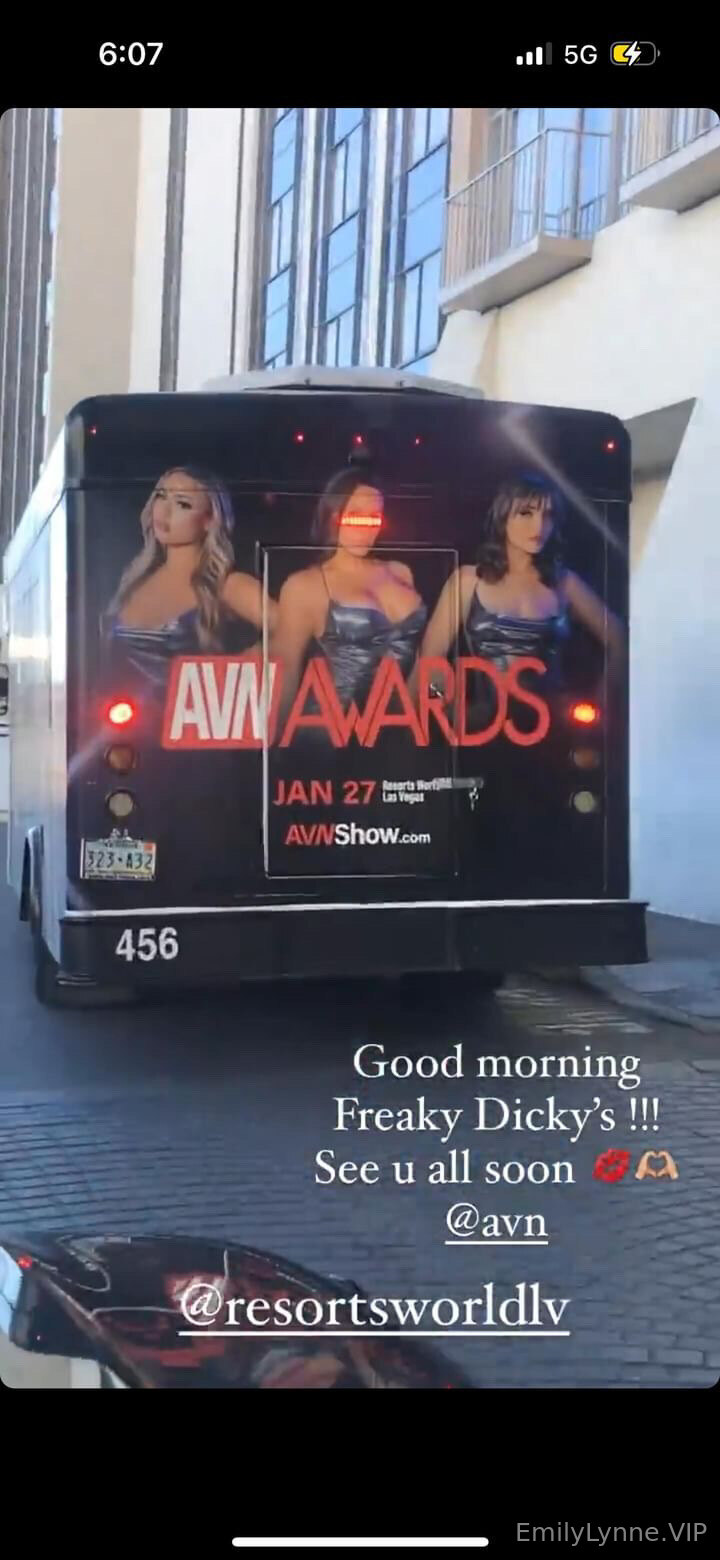 6:07
5G
AVN AWARDS
JAN 27 Resorts World
Las Vegas
AVNShow.com
323·A32
456
Good morning
Freaky Dicky's !!!
See u all soon 💋🫶🏼
@avn
@resortsworldlv
EmilyLynne.VIP